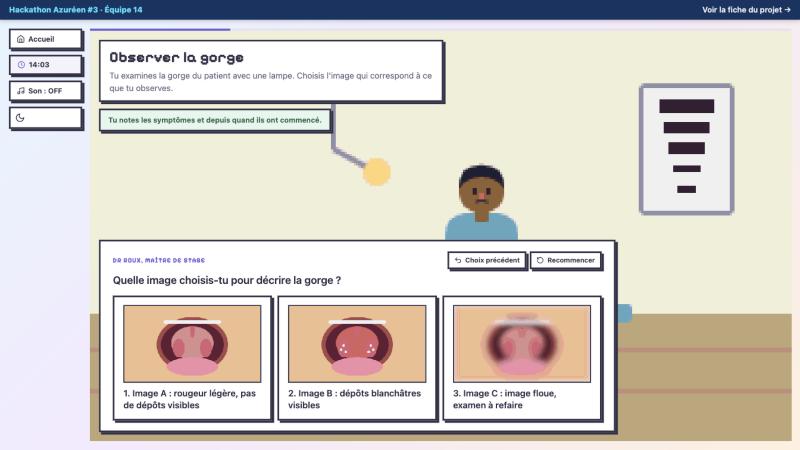 Hackathon Azuréen #3 · Équipe 14
Voir la fiche du projet →
Accueil
14:03
Son : OFF
Observer la gorge
Tu examines la gorge du patient avec une lampe. Choisis l'image qui correspond à ce
que tu observes.
Tu notes les symptômes et depuis quand ils ont commencé.
DR ROUX, MAÎTRE DE STAGE
Choix précédent
Recommencer
Quelle image choisis-tu pour décrire la gorge ?
1. Image A : rougeur légère, pas
de dépôts visibles
2. Image B : dépôts blanchâtres
visibles
3. Image C : image floue,
examen à refaire